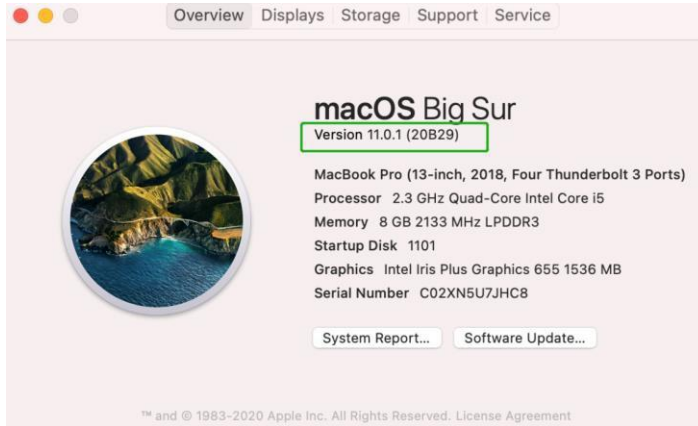 Overview Displays Storage Support Service
macOS Big Sur
Version 11.0.1 (20B29)
MacBook Pro (13-inch, 2018, Four Thunderbolt 3 Ports)
Processor 2.3 GHz Quad-Core Intel Core i5
Memory 8 GB 2133 MHz LPDDR3
Startup Disk 1101
Graphics Intel Iris Plus Graphics 655 1536 MB
Serial Number C02XN5U7JHC8
System Report... Software Update...
™ and © 1983-2020 Apple Inc. All Rights Reserved. License Agreement